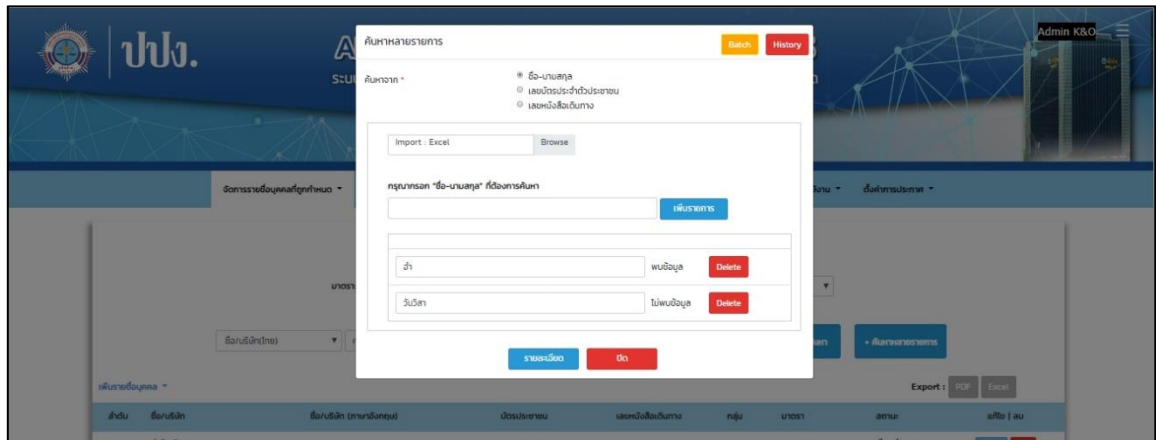 ปปง.
ระบ
Admin K&O
ค้นหาหลายรายการ
Batch
History
ค้นหาจาก *
ชื่อ-นามสกุล
เลขบัตรประจำตัวประชาชน
เลขหนังสือเดินทาง
Import : Excel
Browse
กรุณากรอก "ชื่อ-นามสกุล" ที่ต้องการค้นหา
เพิ่มรายการ
อำ
พบข้อมูล
Delete
วันวิสา
ไม่พบข้อมูล
Delete
รายละเอียด
ปิด
จัดการรายชื่อบุคคลที่ถูกกำหนด
ตั้งค่าการประกาศ
มาตรา
ชื่อ/บริษัท(ไทย)
+ ค้นหาหลายรายการ
เพิ่มรายชื่อบุคคล
Export :
PDF
Excel
ลำดับ ชื่อ/บริษัท ชื่อ/บริษัท (ภาษาอังกฤษ) บัตรประชาชน เลขหนังสือเดินทาง กลุ่ม มาตรา สถานะ แก้ไข | ลบ